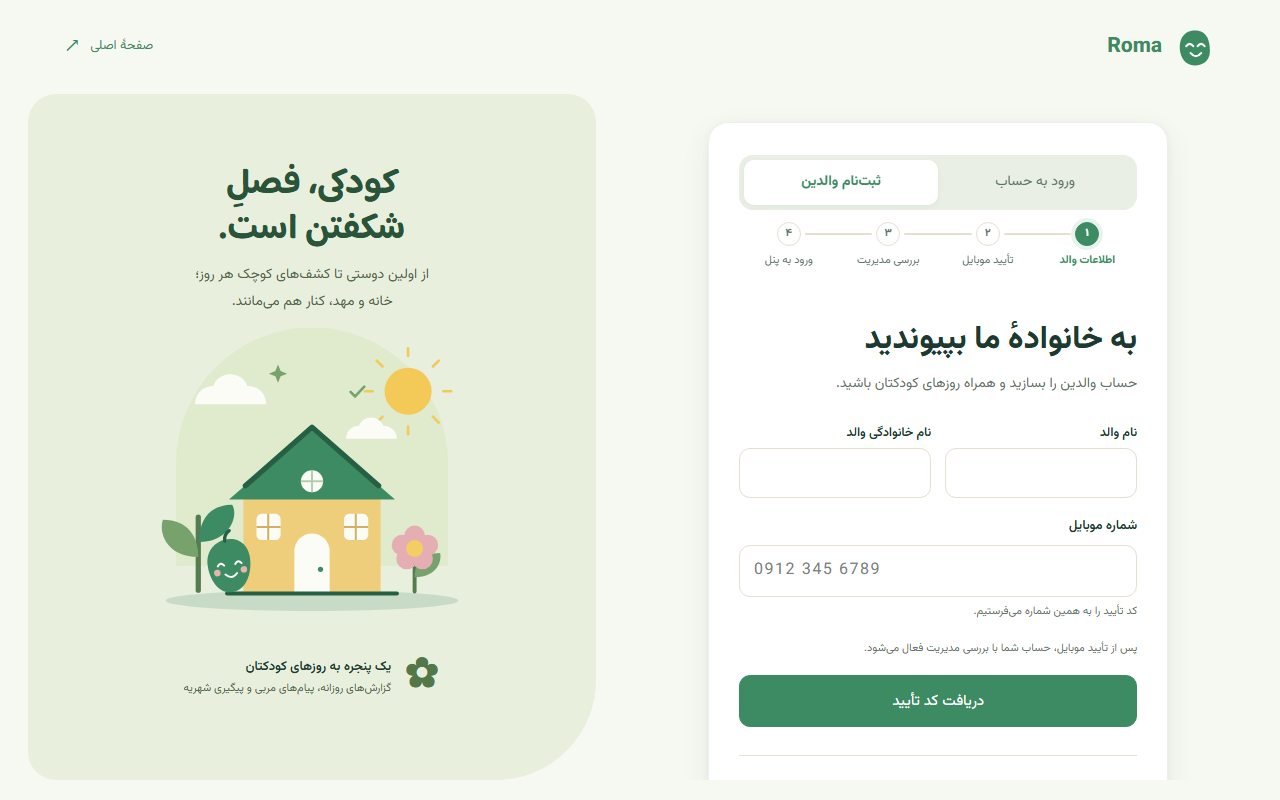 Roma
صفحهٔ اصلی
ورود به حساب
ثبت‌نام والدین
۱
۲
۳
۴
اطلاعات والد
تأیید موبایل
بررسی مدیریت
ورود به پنل
به خانوادهٔ ما بپیوندید
حساب والدین را بسازید و همراه روزهای کودکتان باشید.
نام والد
نام خانوادگی والد
شماره موبایل
0912 345 6789
کد تأیید را به همین شماره می‌فرستیم.
پس از تأیید موبایل، حساب شما با بررسی مدیریت فعال می‌شود.
دریافت کد تأیید
کودکی، فصلِ
شکفتن است.
از اولین دوستی تا کشف‌های کوچک هر روز؛
خانه و مهد، کنار هم می‌مانند.
یک پنجره به روزهای کودکتان
گزارش‌های روزانه، پیام‌های مربی و پیگیری شهریه